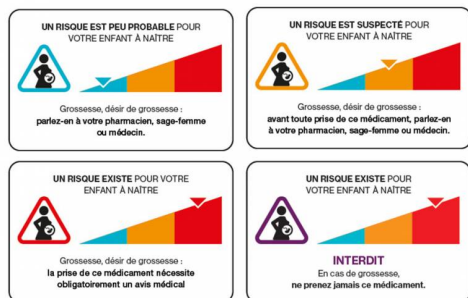 UN RISQUE EST PEU PROBABLE POUR
VOTRE ENFANT À NAÎTRE
Grossesse, désir de grossesse :
parlez-en à votre pharmacien, sage-femme
ou médecin.
UN RISQUE EST SUSPECTÉ POUR
VOTRE ENFANT À NAÎTRE
Grossesse, désir de grossesse :
avant toute prise de ce médicament, parlez-en
à votre pharmacien, sage-femme ou médecin.
UN RISQUE EXISTE POUR VOTRE
ENFANT À NAÎTRE
Grossesse, désir de grossesse :
la prise de ce médicament nécessite
obligatoirement un avis médical
UN RISQUE EXISTE POUR
VOTRE ENFANT À NAÎTRE
INTERDIT
En cas de grossesse,
ne prenez jamais ce médicament.